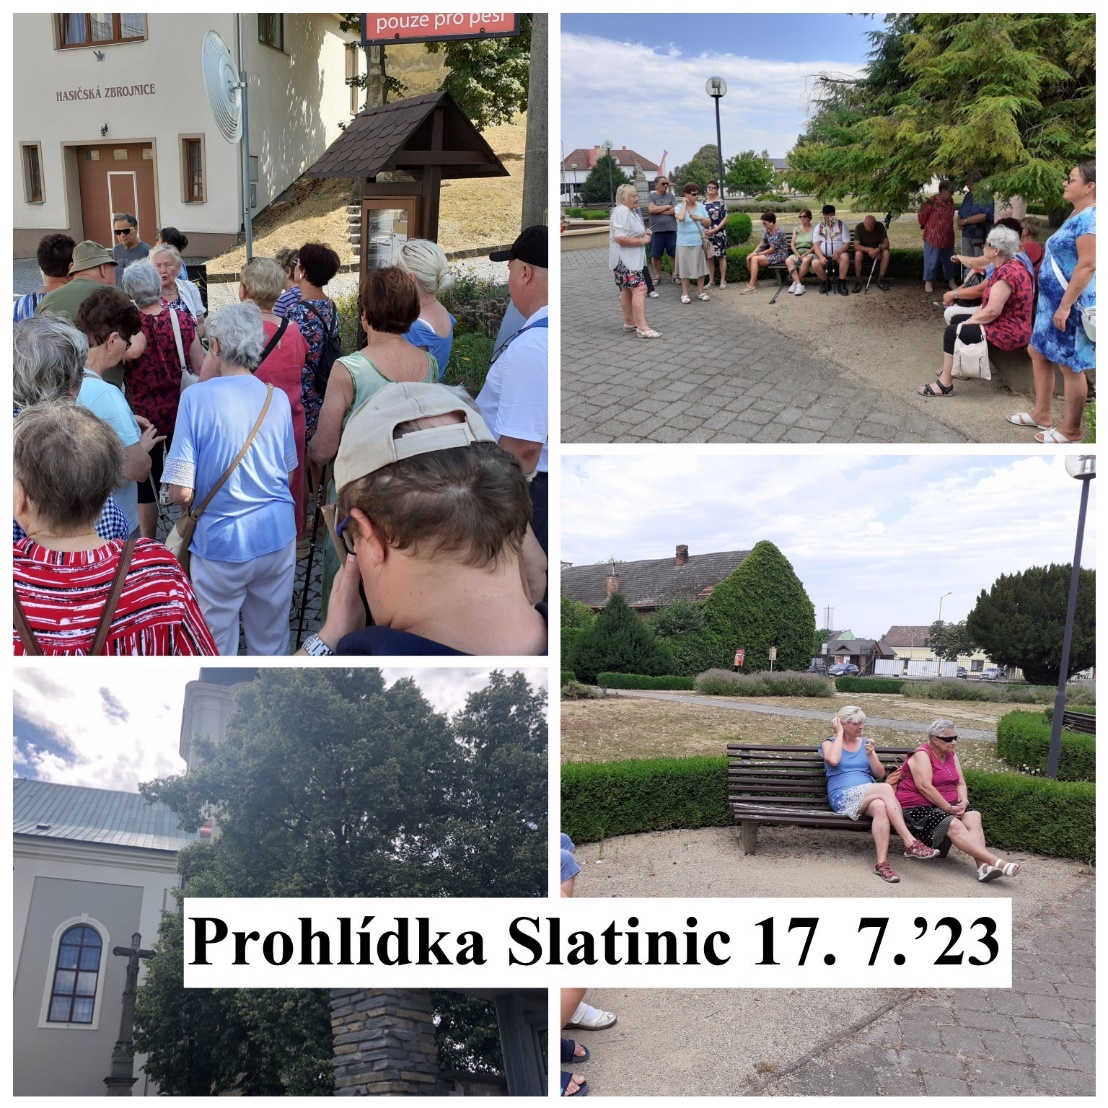 pouze pro pěší
HASIČSKÁ ZBROJNICE
Prohlídka Slatinic 17. 7.’23